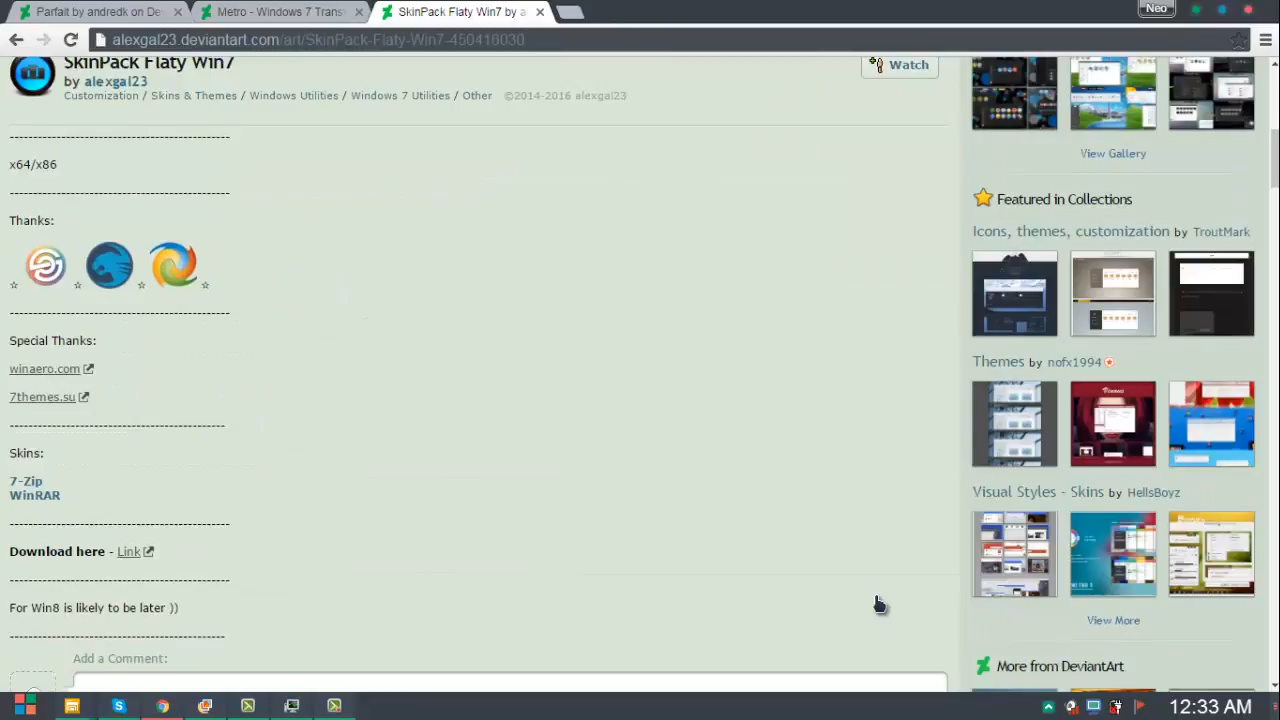 Parfait by andredk on De
Metro - Windows 7 Trans
SkinPack Flaty Win7 by a
Neo
alexgal23.deviantart.com/art/SkinPack-Flaty-Win7-450418030
SkinPack Flaty Win7
by alexgal23
Customization / Skins & Themes / Windows Utilities / Windows 7 Utilities / Other ©2014-2016 alexgal23
Watch
----------------------------------------
x64/x86
----------------------------------------
Thanks:
----------------------------------------
Special Thanks:
winaero.com
7themes.su
---------------------------------------
Skins:
7-Zip
WinRAR
----------------------------------------
Download here - Link
----------------------------------------
For Win8 is likely to be later ))
---------------------------------------
Add a Comment:
View Gallery
Featured in Collections
Icons, themes, customization by TroutMark
Themes by nofx1994
Visual Styles - Skins by HellsBoyz
View More
More from DeviantArt
12:33 AM